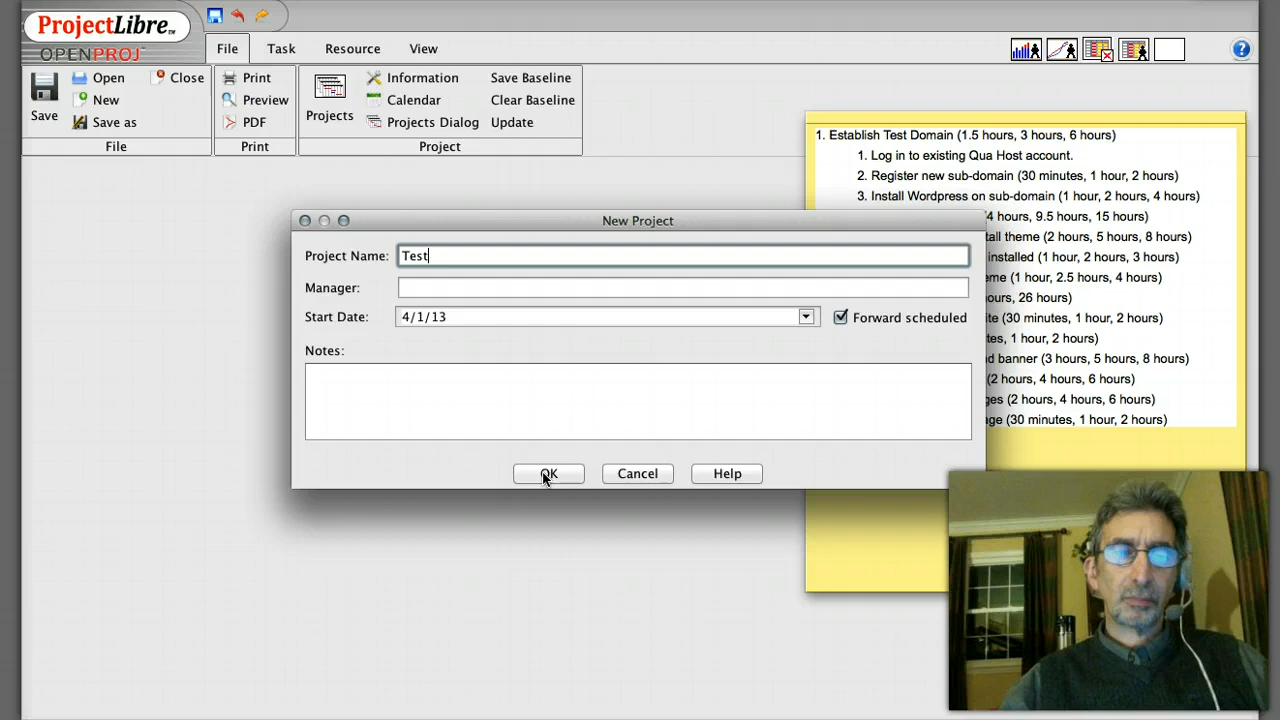 ProjectLibre™
OPENPROJ
File Task Resource View
Save
Open
New
Save as
Close
File
Print
Preview
PDF
Print
Projects
Information
Calendar
Projects Dialog
Save Baseline
Clear Baseline
Update
Project
1. Establish Test Domain (1.5 hours, 3 hours, 6 hours)
1. Log in to existing Qua Host account.
2. Register new sub-domain (30 minutes, 1 hour, 2 hours)
3. Install Wordpress on sub-domain (1 hour, 2 hours, 4 hours)
4 hours, 9.5 hours, 15 hours)
tall theme (2 hours, 5 hours, 8 hours)
installed (1 hour, 2 hours, 3 hours)
me (1 hour, 2.5 hours, 4 hours)
ours, 26 hours)
ite (30 minutes, 1 hour, 2 hours)
tes, 1 hour, 2 hours)
d banner (3 hours, 5 hours, 8 hours)
(2 hours, 4 hours, 6 hours)
ges (2 hours, 4 hours, 6 hours)
age (30 minutes, 1 hour, 2 hours)
New Project
Project Name: Test
Manager:
Start Date: 4/1/13 Forward scheduled
Notes:
OK Cancel Help